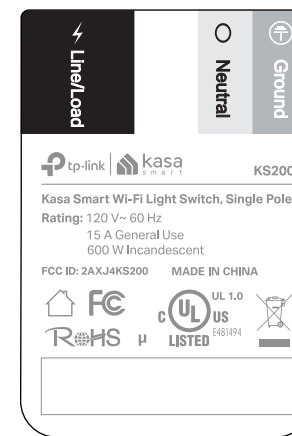 Line/Load
Neutral
Ground
tp-link kasa
smart
KS200
Kasa Smart Wi-Fi Light Switch, Single Pole
Rating: 120 V~ 60 Hz
15 A General Use
600 W Incandescent
FCC ID: 2AXJ4KS200 MADE IN CHINA
FC
c UL US
UL 1.0
E481494
LISTED
RoHS µ